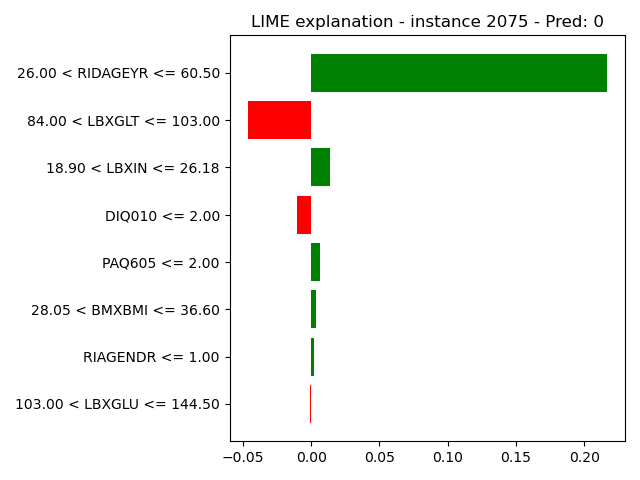 LIME explanation - instance 2075 - Pred: 0
26.00 < RIDAGEYR <= 60.50
84.00 < LBXGLT <= 103.00
18.90 < LBXIN <= 26.18
DIQ010 <= 2.00
PAQ605 <= 2.00
28.05 < BMXBMI <= 36.60
RIAGENDR <= 1.00
103.00 < LBXGLU <= 144.50
−0.05 0.00 0.05 0.10 0.15 0.20